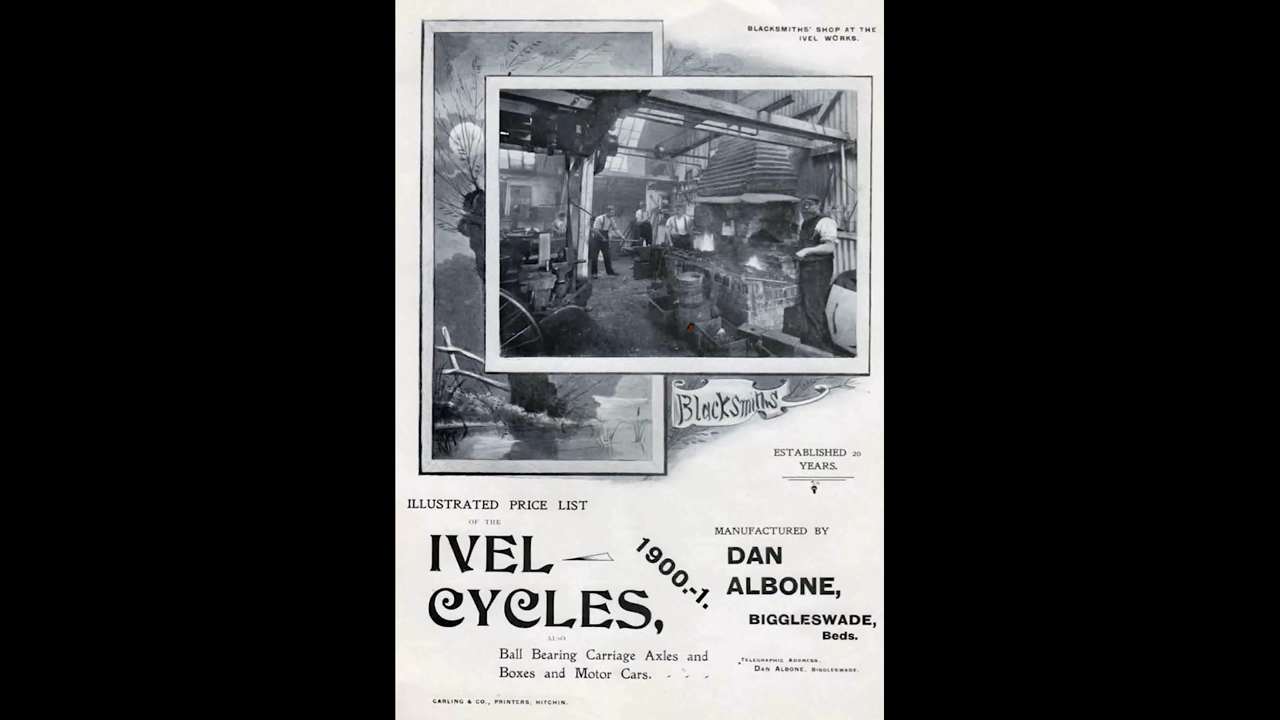 BLACKSMITHS' SHOP AT THE
IVEL WORKS.
Blacksmiths
ESTABLISHED 20
YEARS.
ILLUSTRATED PRICE LIST
OF THE
IVEL
CYCLES,
1900.-1.
ALSO
Ball Bearing Carriage Axles and
Boxes and Motor Cars. . . .
MANUFACTURED BY
DAN
ALBONE,
BIGGLESWADE,
Beds.
TELEGRAPHIC ADDRESS.
DAN ALBONE, BIGGLESWADE.
CARLING & CO., PRINTERS, HITCHIN.